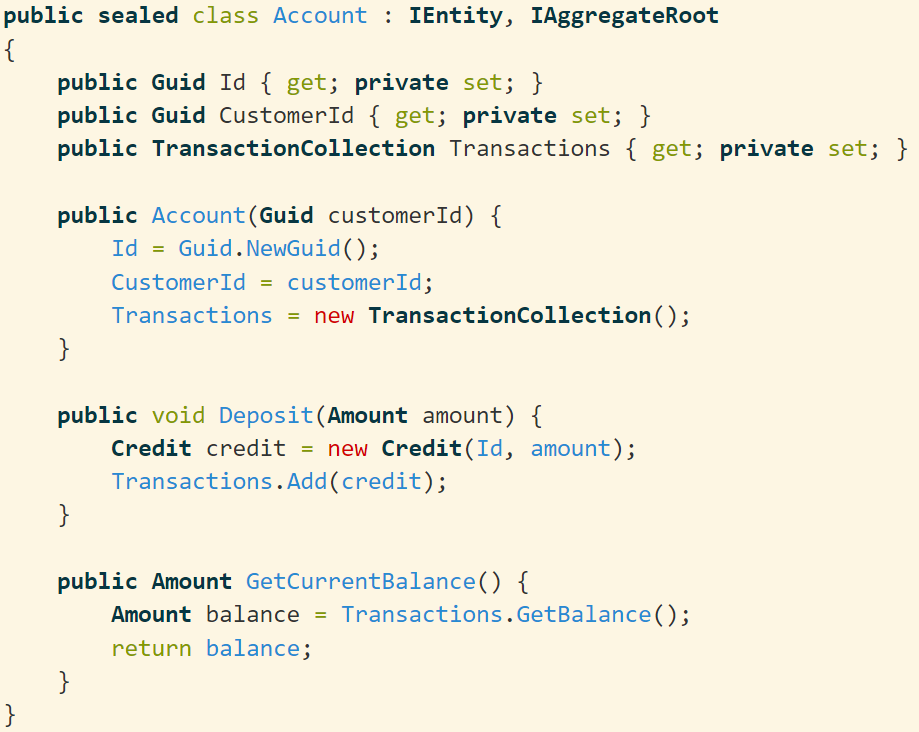 public sealed class Account : IEntity, IAggregateRoot
{
    public Guid Id { get; private set; }
    public Guid CustomerId { get; private set; }
    public TransactionCollection Transactions { get; private set; }

    public Account(Guid customerId) {
        Id = Guid.NewGuid();
        CustomerId = customerId;
        Transactions = new TransactionCollection();
    }

    public void Deposit(Amount amount) {
        Credit credit = new Credit(Id, amount);
        Transactions.Add(credit);
    }

    public Amount GetCurrentBalance() {
        Amount balance = Transactions.GetBalance();
        return balance;
    }
}